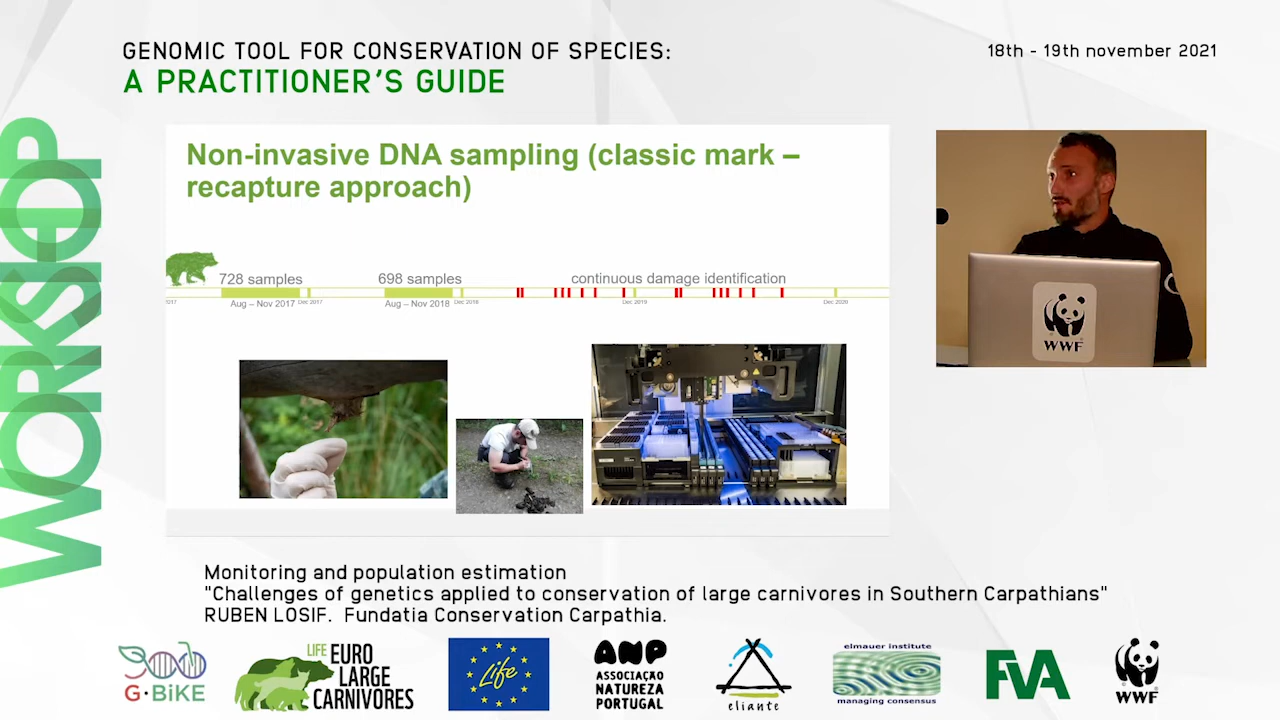 GENOMIC TOOL FOR CONSERVATION OF SPECIES:
A PRACTITIONER'S GUIDE
18th - 19th november 2021
WORKSHOP
Non-invasive DNA sampling (classic mark –
recapture approach)
728 samples
698 samples
continuous damage identification
2017
Aug – Nov 2017
Dec 2017
Aug – Nov 2018
Dec 2018
Dec 2019
Dec 2020
WWF
Monitoring and population estimation
"Challenges of genetics applied to conservation of large carnivores in Southern Carpathians"
RUBEN LOSIF. Fundatia Conservation Carpathia.
G·BiKE
LIFE EURO
LARGE
CARNIVORES
Life
ANP
ASSOCIAÇÃO
NATUREZA
PORTUGAL
eliante
elmauer institute
managing consensus
FVA
WWF